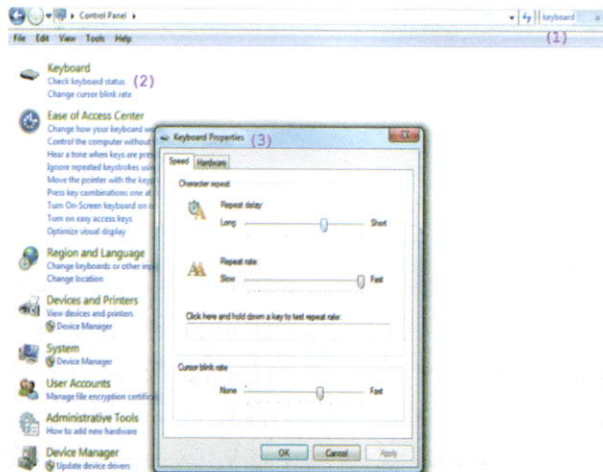 Control Panel
keyboard
(1)
File Edit View Tools Help
Keyboard
Check keyboard status (2)
Change cursor blink rate
Ease of Access Center
Change how your keyboard
Control the computer without
Hear a tone when keys are
Ignore repeated keystrokes
Move the pointer with the
Press key combinations one at
Turn On-Screen keyboard on
Turn on easy access keys
Optimize visual display
Region and Language
Change keyboards or other
Change location
Devices and Printers
View devices and printers
Device Manager
System
Device Manager
User Accounts
Manage file encryption
Administrative Tools
How to add new hardware
Device Manager
Update device drivers
Keyboard Properties (3)
Speed Hardware
Character repeat
Repeat delay:
Long Short
Repeat rate:
Slow Fast
Click here and hold down a key to test repeat rate:
Cursor blink rate
None Fast
OK Cancel Apply